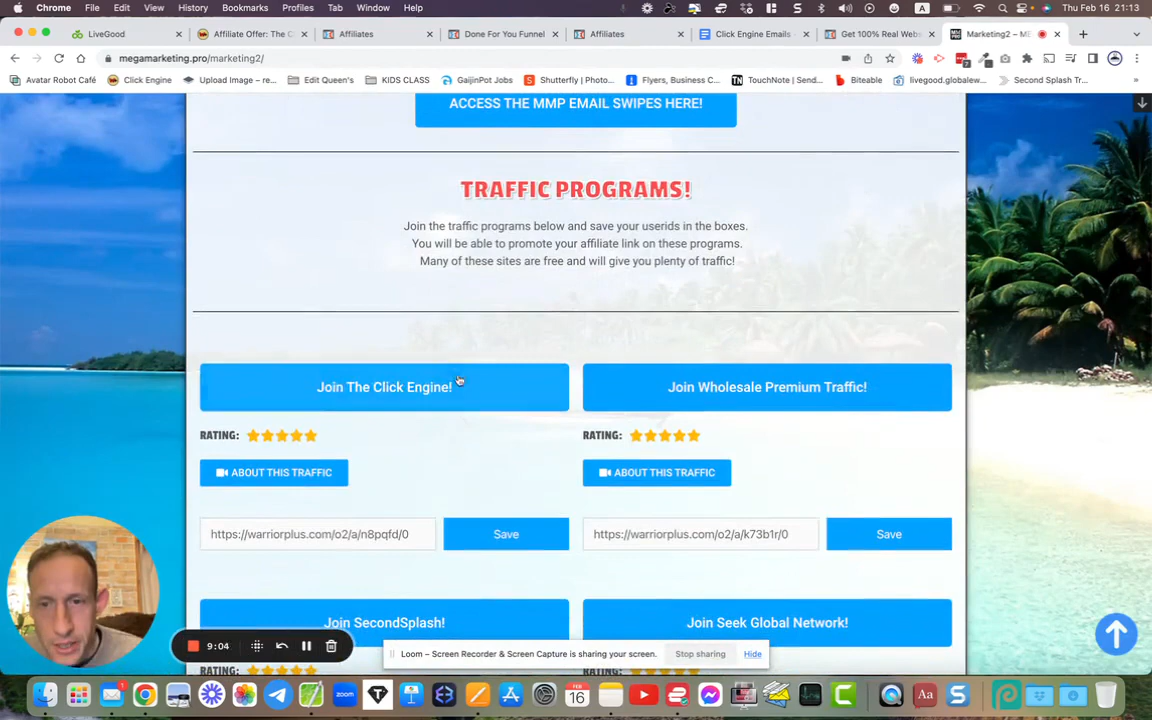 Chrome File Edit View History Bookmarks Profiles Tab Window Help
A
Thu Feb 16 21:13
LiveGood
Affiliate Offer: The C
Affiliates
Done For You Funnel
Affiliates
Click Engine Emails
Get 100% Real Webs
Marketing2 – ME
megamarketing.pro/marketing2/
Avatar Robot Café
Click Engine
Upload Image – re...
Edit Queen's
KIDS CLASS
GaijinPot Jobs
Shutterfly | Photo...
Flyers, Business C...
TouchNote | Send...
Biteable
livegood.globalew...
Second Splash Tr...
ACCESS THE MMP EMAIL SWIPES HERE!
TRAFFIC PROGRAMS!
Join the traffic programs below and save your userids in the boxes.
You will be able to promote your affiliate link on these programs.
Many of these sites are free and will give you plenty of traffic!
Join The Click Engine!
Join Wholesale Premium Traffic!
RATING:
RATING:
ABOUT THIS TRAFFIC
ABOUT THIS TRAFFIC
https://warriorplus.com/o2/a/n8pqfd/0
Save
https://warriorplus.com/o2/a/k73b1r/0
Save
Join SecondSplash!
Join Seek Global Network!
9:04
Loom – Screen Recorder & Screen Capture is sharing your screen.
Stop sharing
Hide
RATING:
RATING:
zoom
Aa